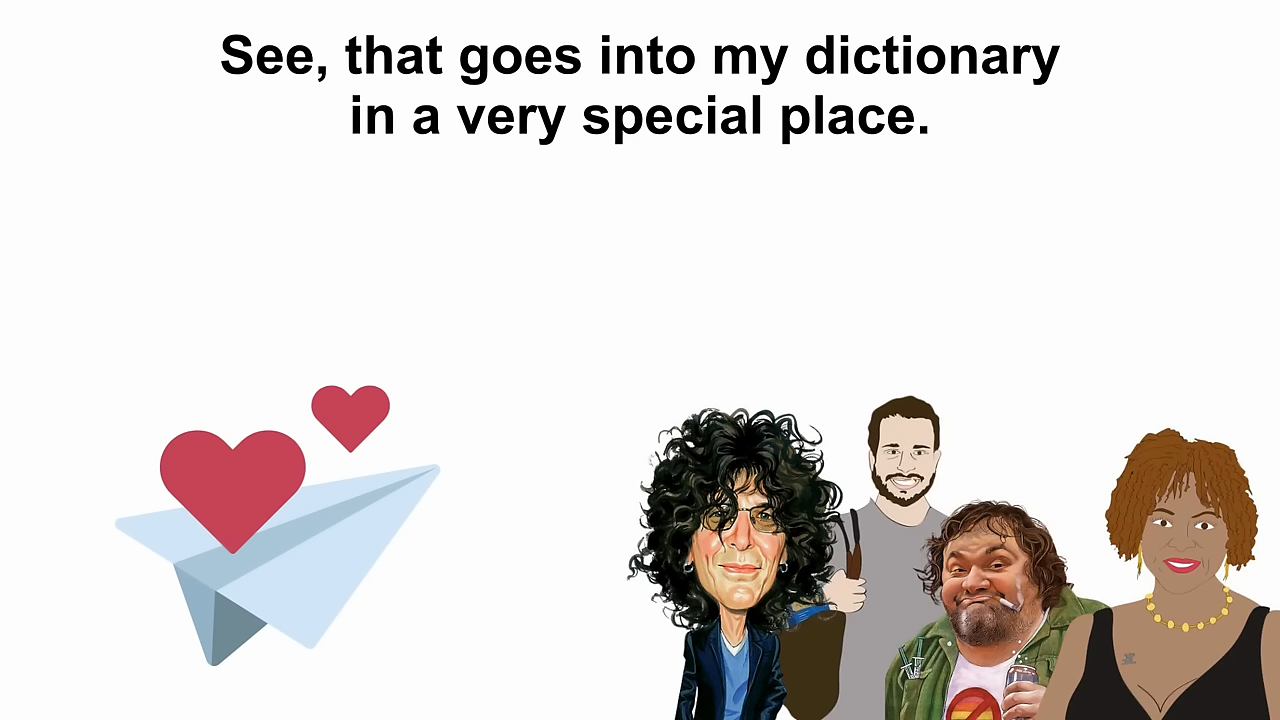 See, that goes into my dictionary
in a very special place.